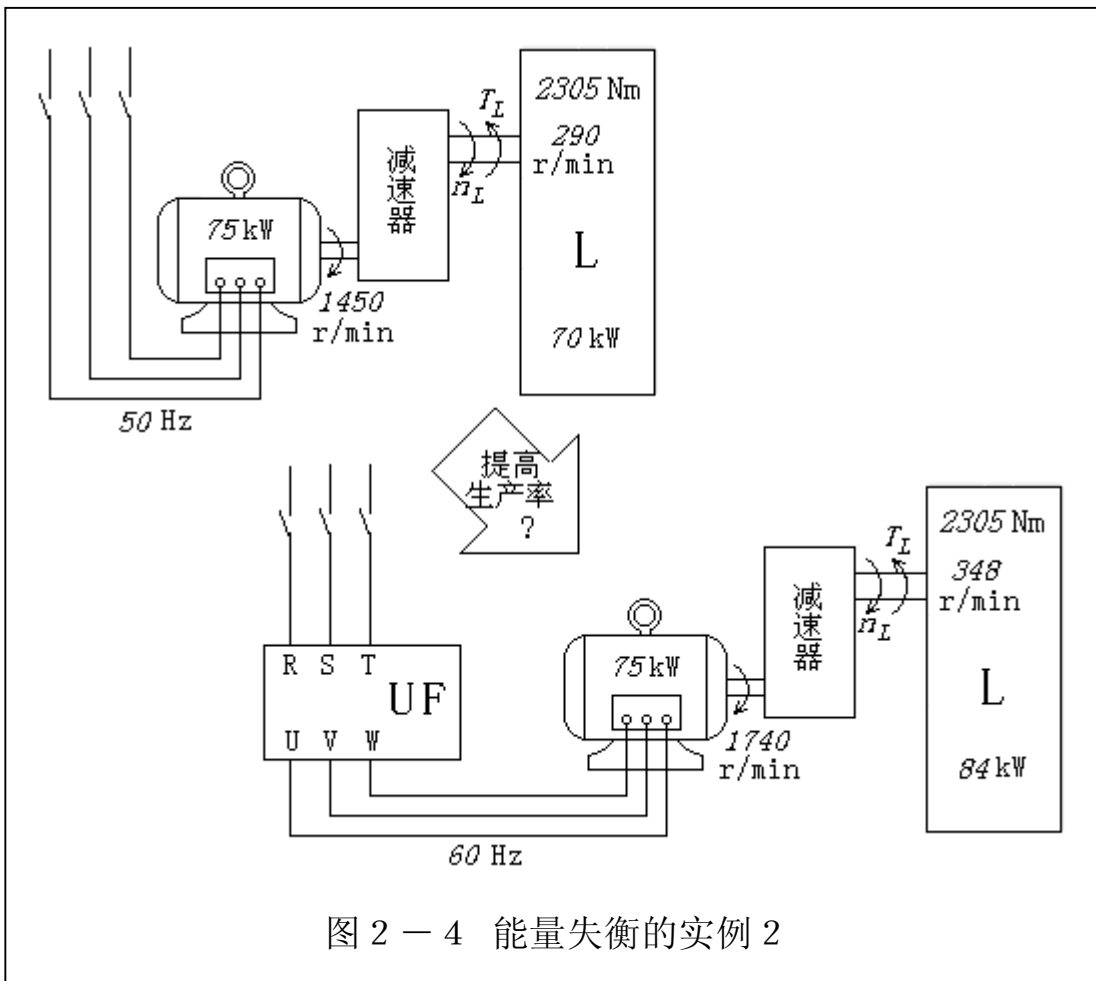 2305 Nm
T_L
290
r/min
n_L
减
速
器
75 kW
L
1450
r/min
70 kW
50 Hz
提高
生产率
?
2305 Nm
T_L
348
r/min
n_L
减
速
器
R S T
UF
U V W
75 kW
L
1740
r/min
84 kW
60 Hz
图2－4 能量失衡的实例2